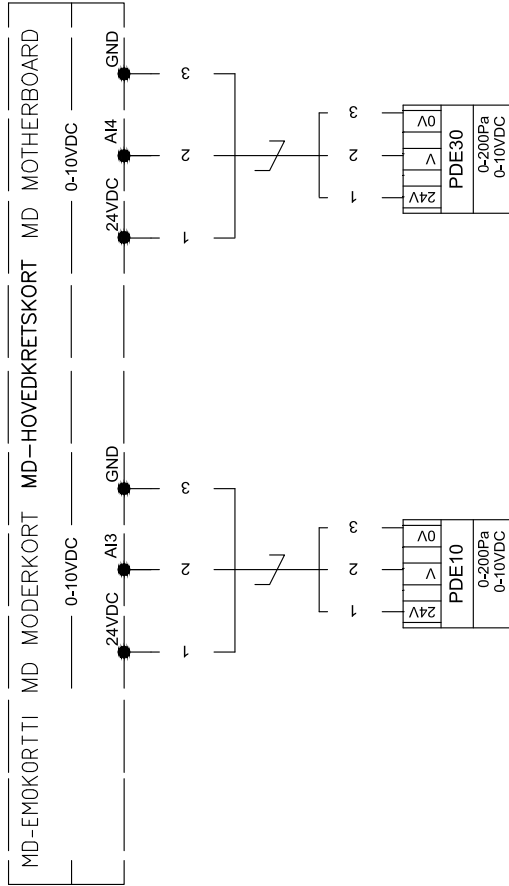 MD-EMOKORTTI MD MODERKORT MD-HOVEDKRETSKORT MD MOTHERBOARD
0-10VDC 0-10VDC
24VDC AI3 GND 24VDC AI4 GND
1 2 3 1 2 3
1 2 3 1 2 3
24V V 0V 24V V 0V
PDE10 PDE30
0-200Pa 0-200Pa
0-10VDC 0-10VDC